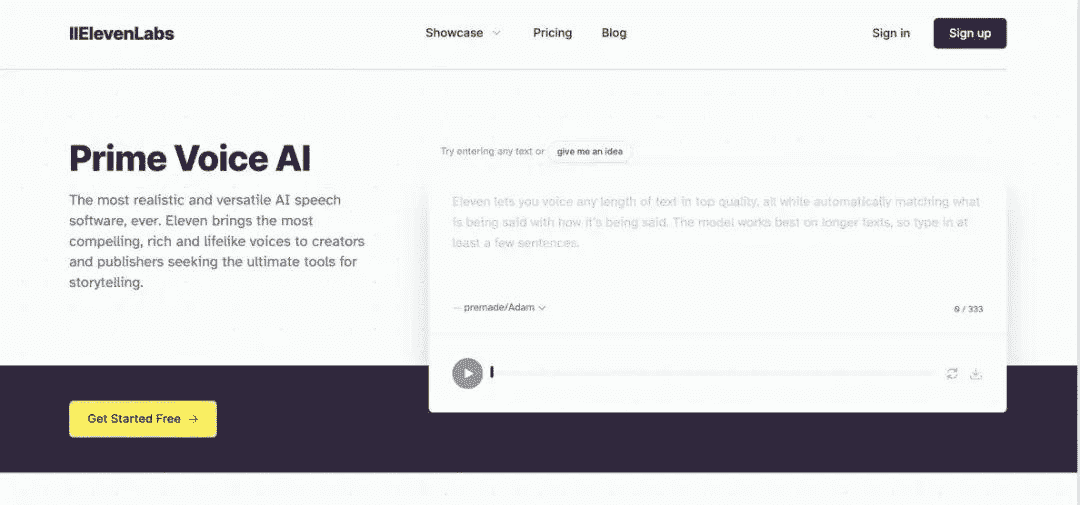 IIElevenLabs
Showcase
Pricing
Blog
Sign in
Sign up
Prime Voice AI
The most realistic and versatile AI speech
software, ever. Eleven brings the most
compelling, rich and lifelike voices to creators
and publishers seeking the ultimate tools for
storytelling.
Get Started Free →
Try entering any text or give me an idea
Eleven lets you voice any length of text in top quality, all while automatically matching what
is being said with how it's being said. The model works best on longer texts, so type in at
least a few sentences.
— premade/Adam
0 / 333